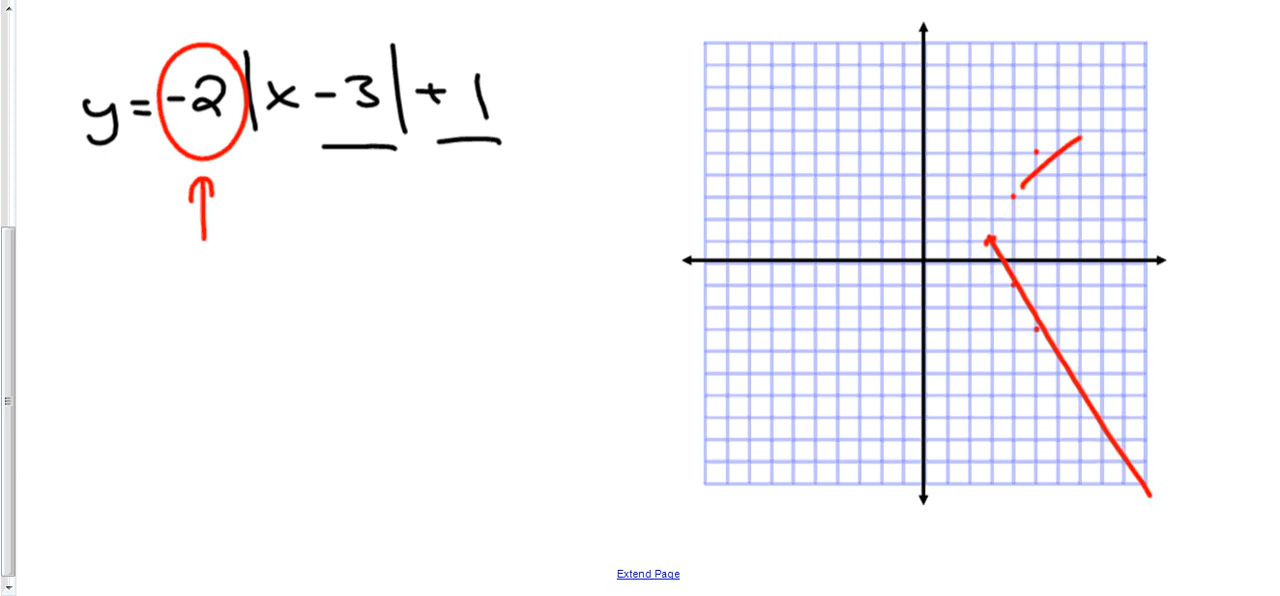 y = -2|x - 3| + 1
Extend Page